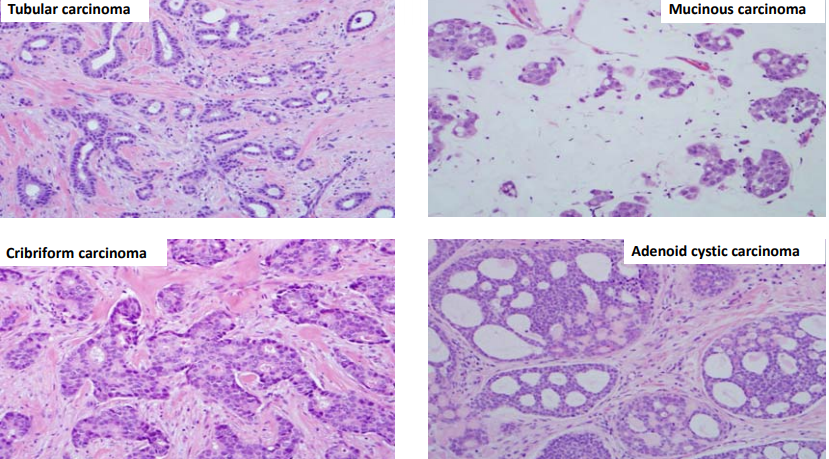 Tubular carcinoma
Mucinous carcinoma
Cribriform carcinoma
Adenoid cystic carcinoma